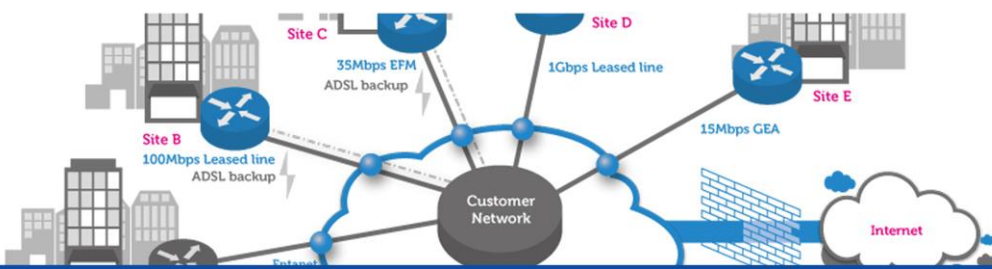 Site C
Site D
35Mbps EFM
ADSL backup
1Gbps Leased line
Site E
Site B
100Mbps Leased line
ADSL backup
15Mbps GEA
Customer
Network
Internet
Entanet